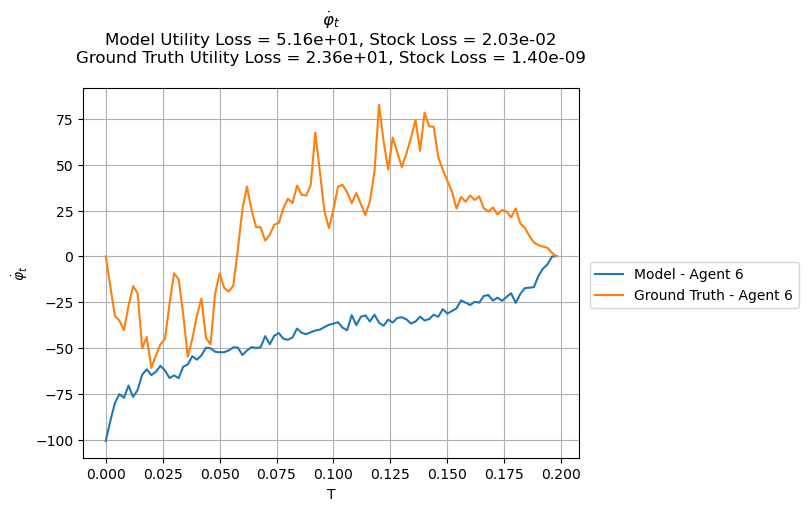 φ̇ₜ
Model Utility Loss = 5.16e+01, Stock Loss = 2.03e-02
Ground Truth Utility Loss = 2.36e+01, Stock Loss = 1.40e-09
75
50
25
0
−25
−50
−75
−100
φ̇ₜ
0.000 0.025 0.050 0.075 0.100 0.125 0.150 0.175 0.200
T
Model - Agent 6
Ground Truth - Agent 6